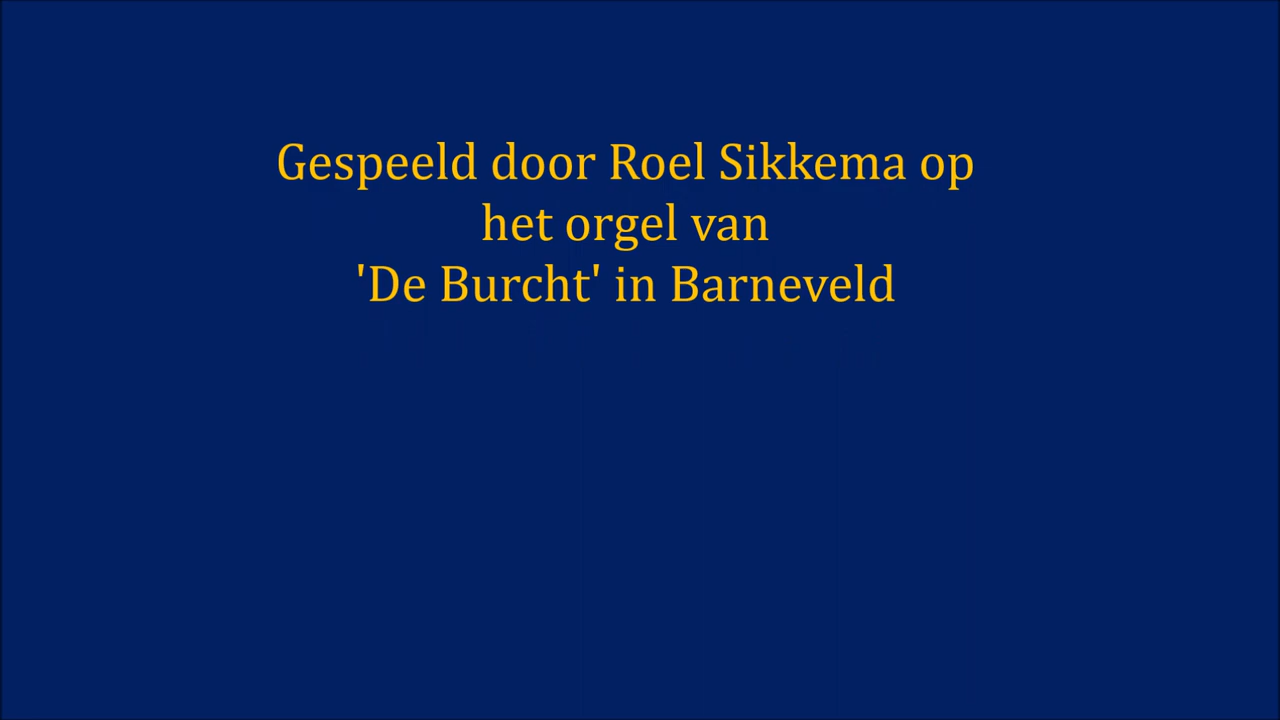 Gespeeld door Roel Sikkema op
het orgel van
'De Burcht' in Barneveld